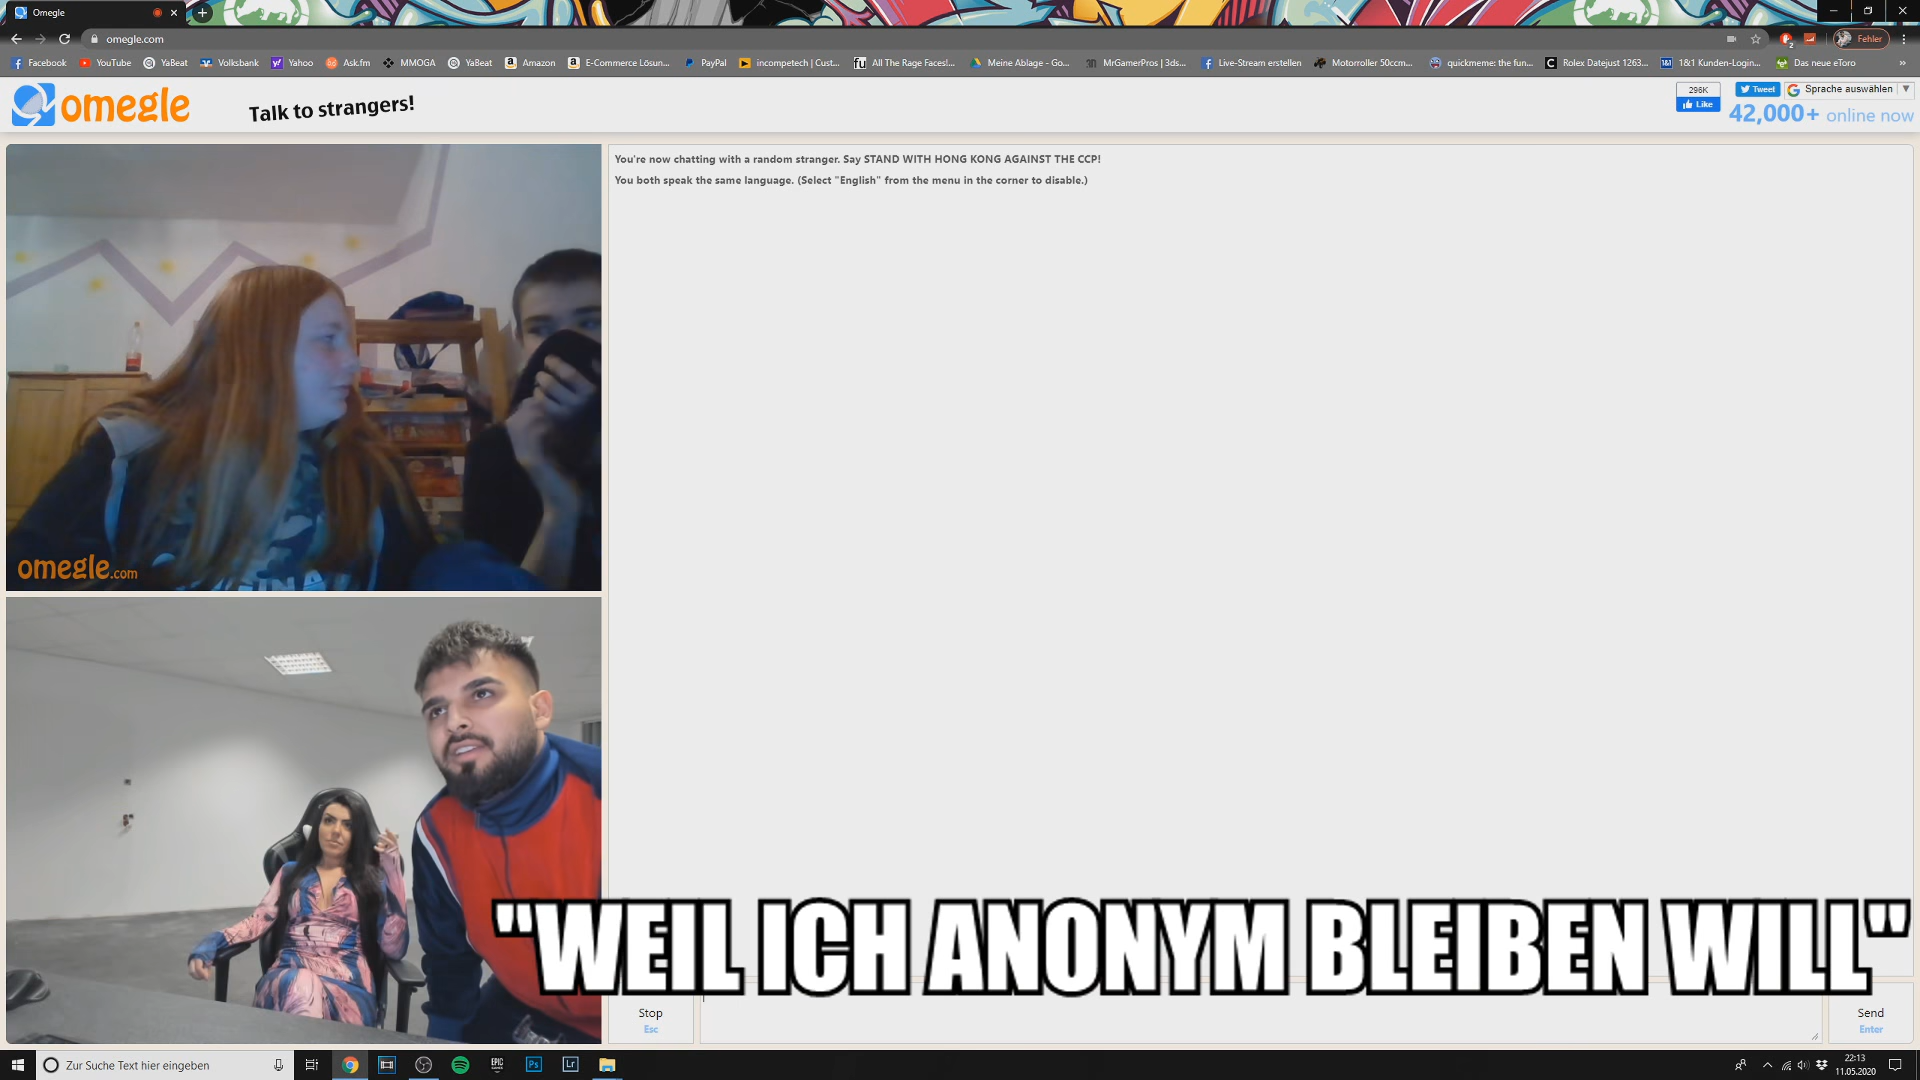 Omegle
omegle.com
Fehler
Facebook
YouTube
YaBeat
Volksbank
Yahoo
Ask.fm
MMOGA
YaBeat
Amazon
E-Commerce Lösun...
PayPal
incompetech | Cust...
All The Rage Faces!...
Meine Ablage - Go...
MrGamerPros | 3ds...
Live-Stream erstellen
Motorroller 50ccm...
quickmeme: the fun...
Rolex Datejust 1263...
1&1 Kunden-Login...
Das neue eToro
omegle
Talk to strangers!
296K
Like
Tweet
Sprache auswählen
42,000+ online now
You're now chatting with a random stranger. Say STAND WITH HONG KONG AGAINST THE CCP!
You both speak the same language. (Select "English" from the menu in the corner to disable.)
omegle.com
"WEIL ICH ANONYM BLEIBEN WILL"
Stop
Esc
Send
Enter
Zur Suche Text hier eingeben
EPIC
GAMES
Ps
Lr
22:13
11.05.2020